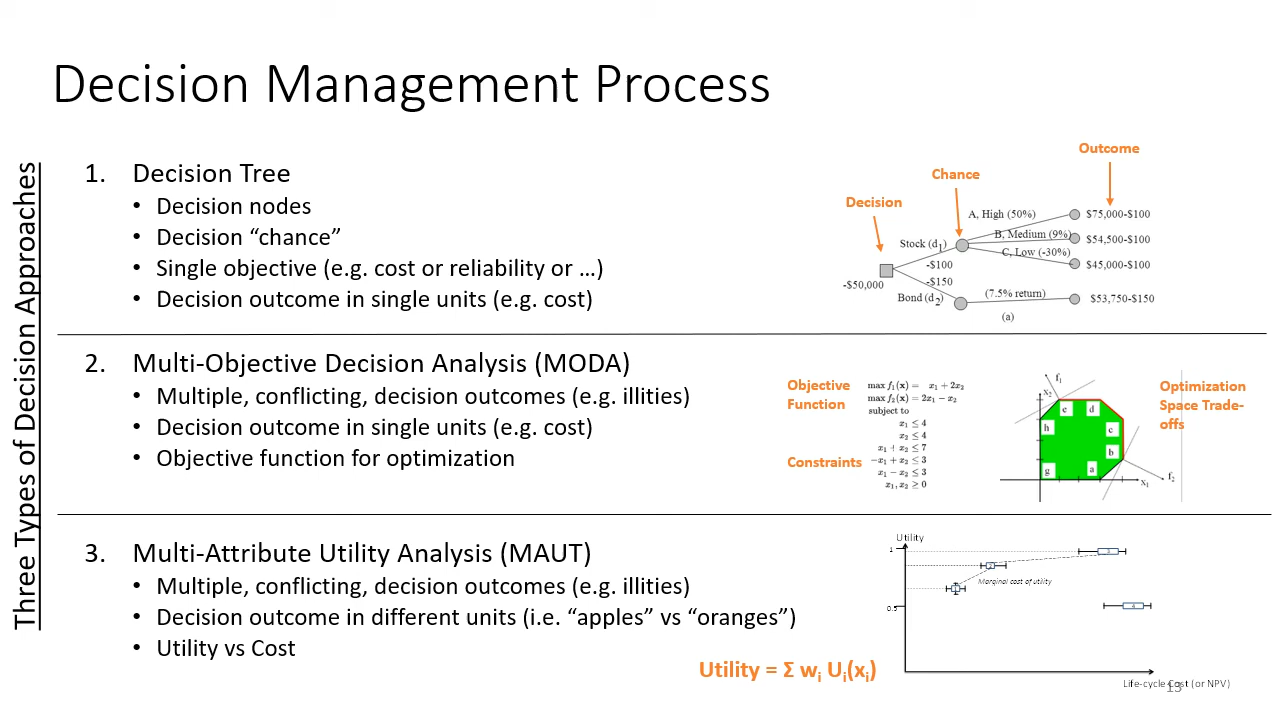 Decision Management Process
Three Types of Decision Approaches
1. Decision Tree
• Decision nodes
• Decision “chance”
• Single objective (e.g. cost or reliability or …)
• Decision outcome in single units (e.g. cost)
Outcome
Chance
Decision
A, High (50%)
$75,000-$100
B, Medium (9%)
$54,500-$100
Stock (d1)
C, Low (-30%)
$45,000-$100
-$100
-$150
-$50,000
Bond (d2)
(7.5% return)
$53,750-$150
(a)
2. Multi-Objective Decision Analysis (MODA)
• Multiple, conflicting, decision outcomes (e.g. illities)
• Decision outcome in single units (e.g. cost)
• Objective function for optimization
Objective
Function
max f1(x) = x1 + 2x2
max f2(x) = 2x1 − x2
subject to
x1 ≤ 4
x2 ≤ 4
x1 + x2 ≤ 7
−x1 + x2 ≤ 3
x1 − x2 ≤ 3
x1, x2 ≥ 0
Constraints
f1
x2
e d
h c
b
g a
x1
f2
Optimization
Space Trade-
offs
3. Multi-Attribute Utility Analysis (MAUT)
• Multiple, conflicting, decision outcomes (e.g. illities)
• Decision outcome in different units (i.e. “apples” vs “oranges”)
• Utility vs Cost
Utility = Σ wi Ui(xi)
Utility
1
0.5
Marginal cost of utility
Life-cycle Cost (or NPV)
13